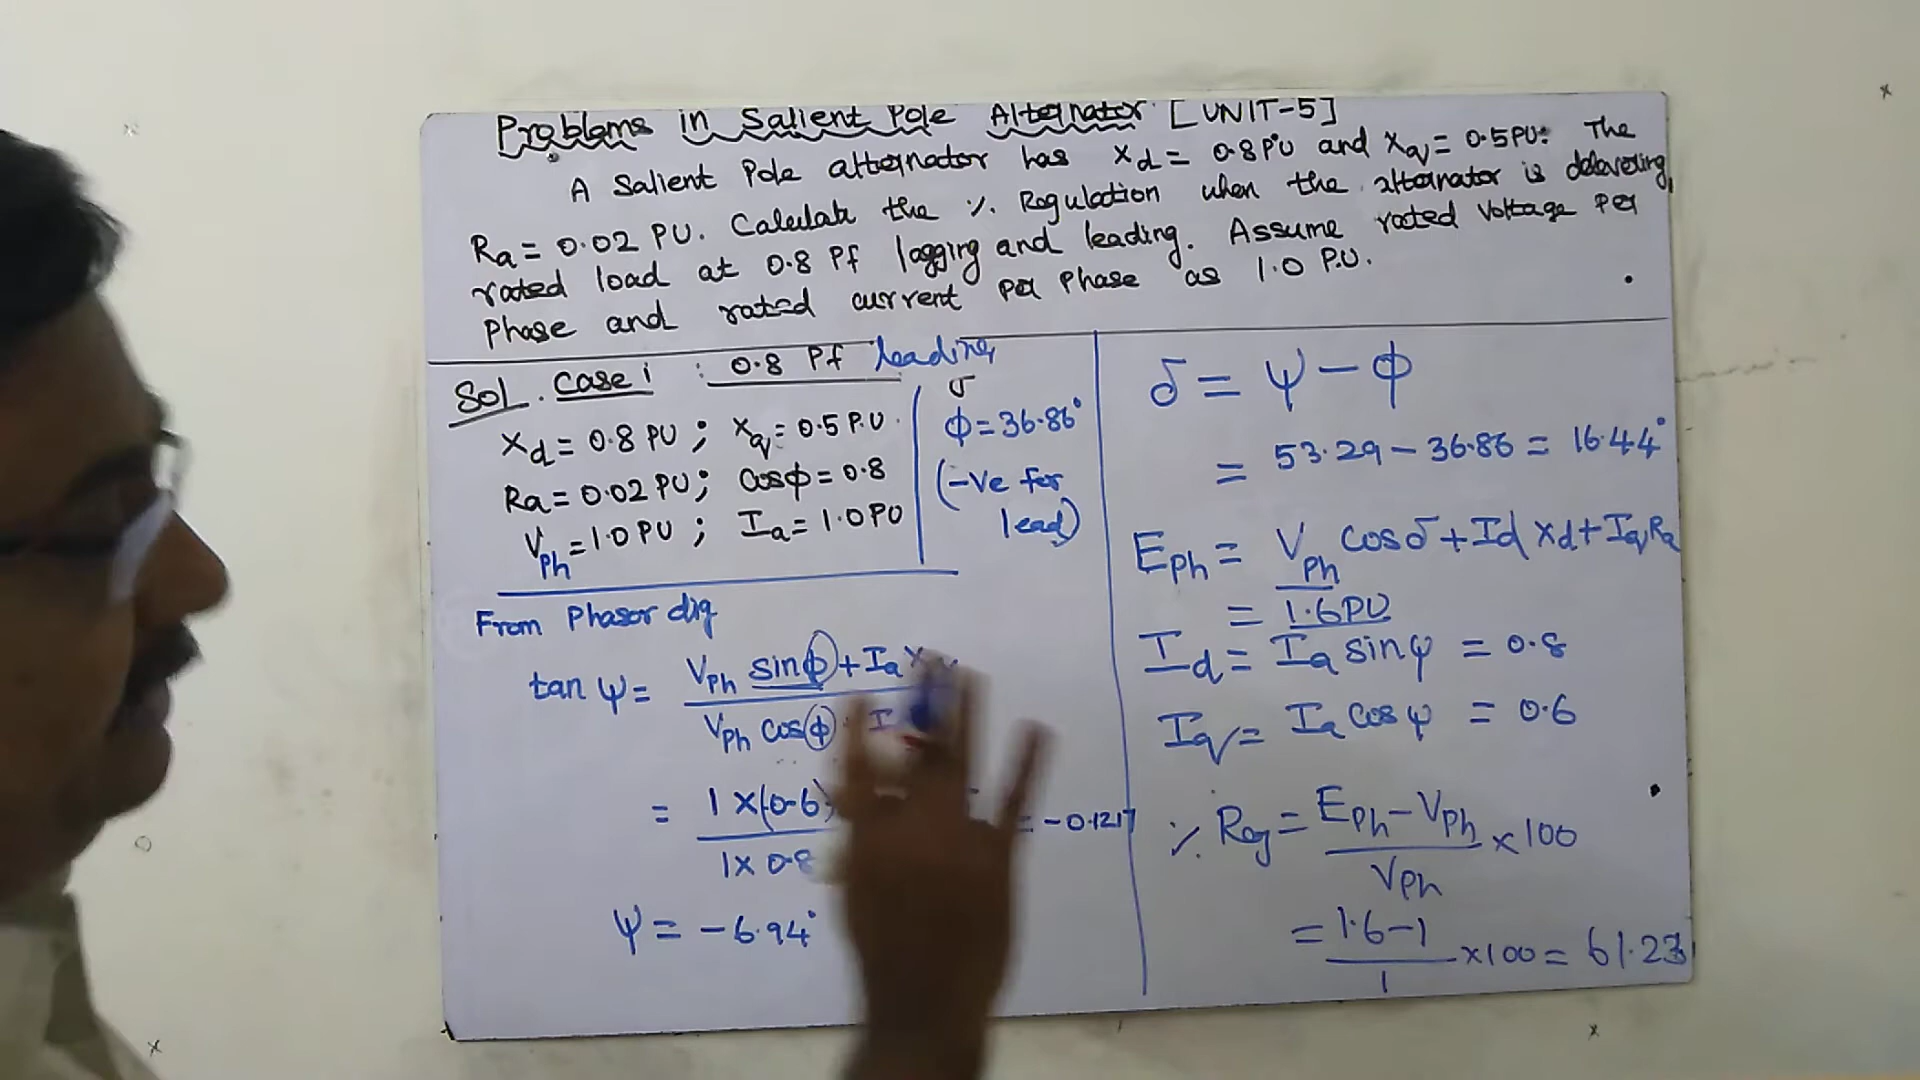 Problems in Salient Pole Alternator [UNIT-5]
A Salient Pole alternator has Xd = 0.8 PU and Xq = 0.5 PU. The
Ra = 0.02 PU. Calculate the %. Regulation when the alternator is delevering
rated load at 0.8 Pf lagging and leading. Assume rated Voltage per
Phase and rated current per Phase as 1.0 P.U.
Sol. Case i : 0.8 Pf leading
Xd = 0.8 PU ; Xq = 0.5 P.U
Ra = 0.02 PU ; cosϕ = 0.8
VPh = 1.0 PU ; Ia = 1.0 PU
ϕ = 36.86°
(-Ve for
lead)
From Phasor dig
tan ψ = VPh sinϕ + Ia
VPh cosϕ
= 1 x (0.6)
1 x 0.8
= -0.1217
ψ = -6.94°
δ = ψ - ϕ
= 53.29 - 36.86 = 16.44°
EPh = VPh cosδ + Id Xd + Iq Ra
= 1.6 PU
Id = Ia sinψ = 0.8
Iq = Ia cosψ = 0.6
%. Reg = EPh - VPh / VPh x 100
= 1.6 - 1 / 1 x 100 = 61.23